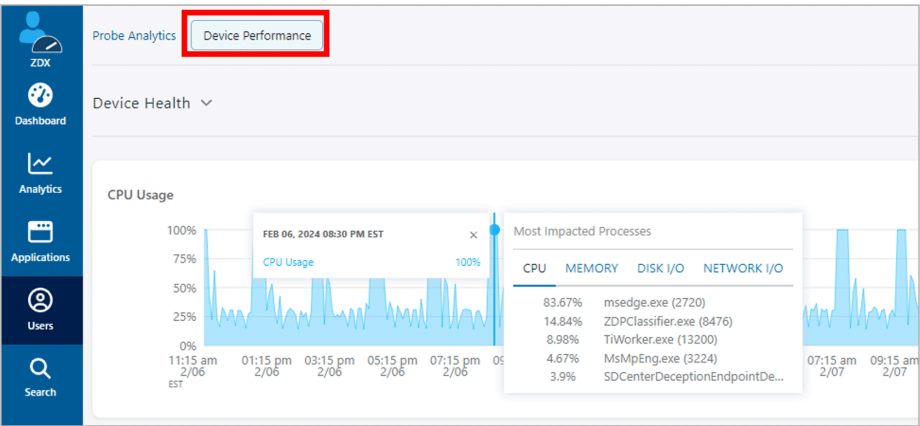 ZDX
Dashboard
Analytics
Applications
Users
Search
Probe Analytics
Device Performance
Device Health
CPU Usage
100%
75%
50%
25%
0%
FEB 06, 2024 08:30 PM EST
CPU Usage 100%
Most Impacted Processes
CPU MEMORY DISK I/O NETWORK I/O
83.67% msedge.exe (2720)
14.84% ZDPClassifier.exe (8476)
8.98% TiWorker.exe (13200)
4.67% MsMpEng.exe (3224)
3.9% SDCenterDeceptionEndpointDe...
11:15 am 01:15 pm 03:15 pm 05:15 pm 07:15 pm 07:15 am 09:15 am
2/06 2/06 2/06 2/06 2/06 2/07 2/07
EST